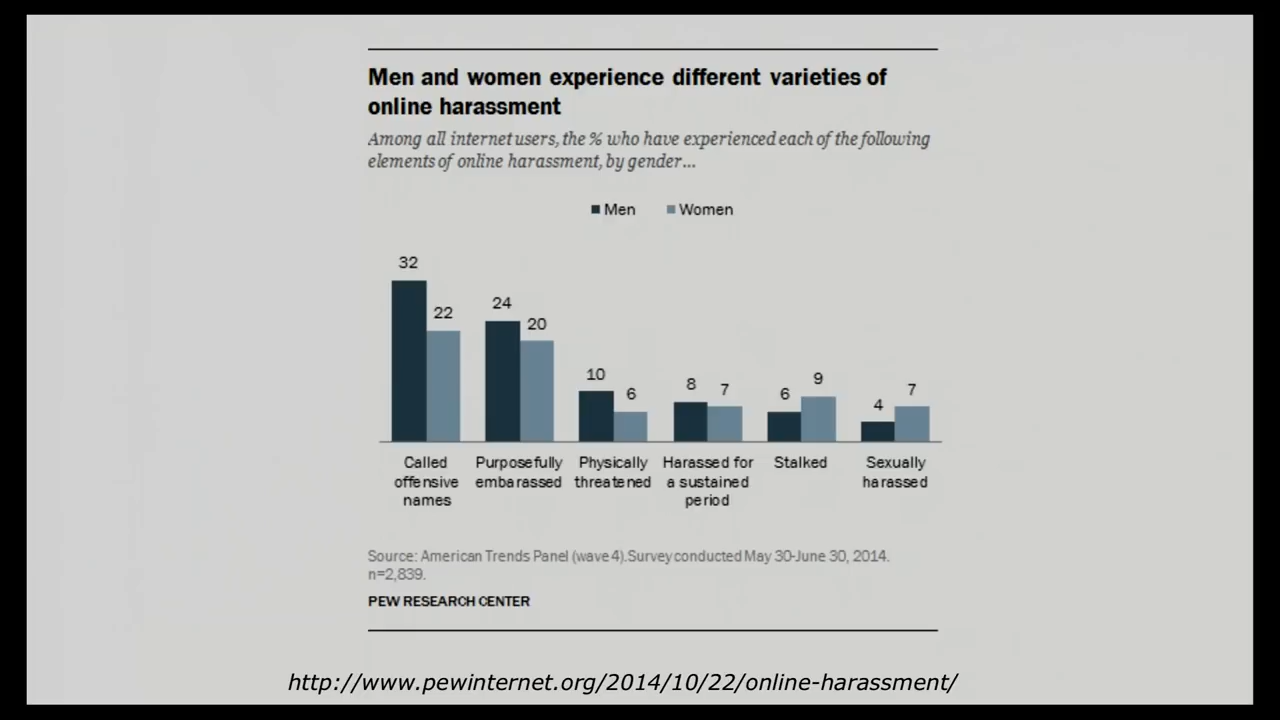 Men and women experience different varieties of
online harassment
Among all internet users, the % who have experienced each of the following
elements of online harassment, by gender...
Men Women
32
22
24
20
10
6
8
7
6
9
4
7
Called
offensive
names
Purposefully
embarassed
Physically
threatened
Harassed for
a sustained
period
Stalked
Sexually
harassed
Source: American Trends Panel (wave 4).Survey conducted May 30-June 30, 2014.
n=2,839.
PEW RESEARCH CENTER
http://www.pewinternet.org/2014/10/22/online-harassment/